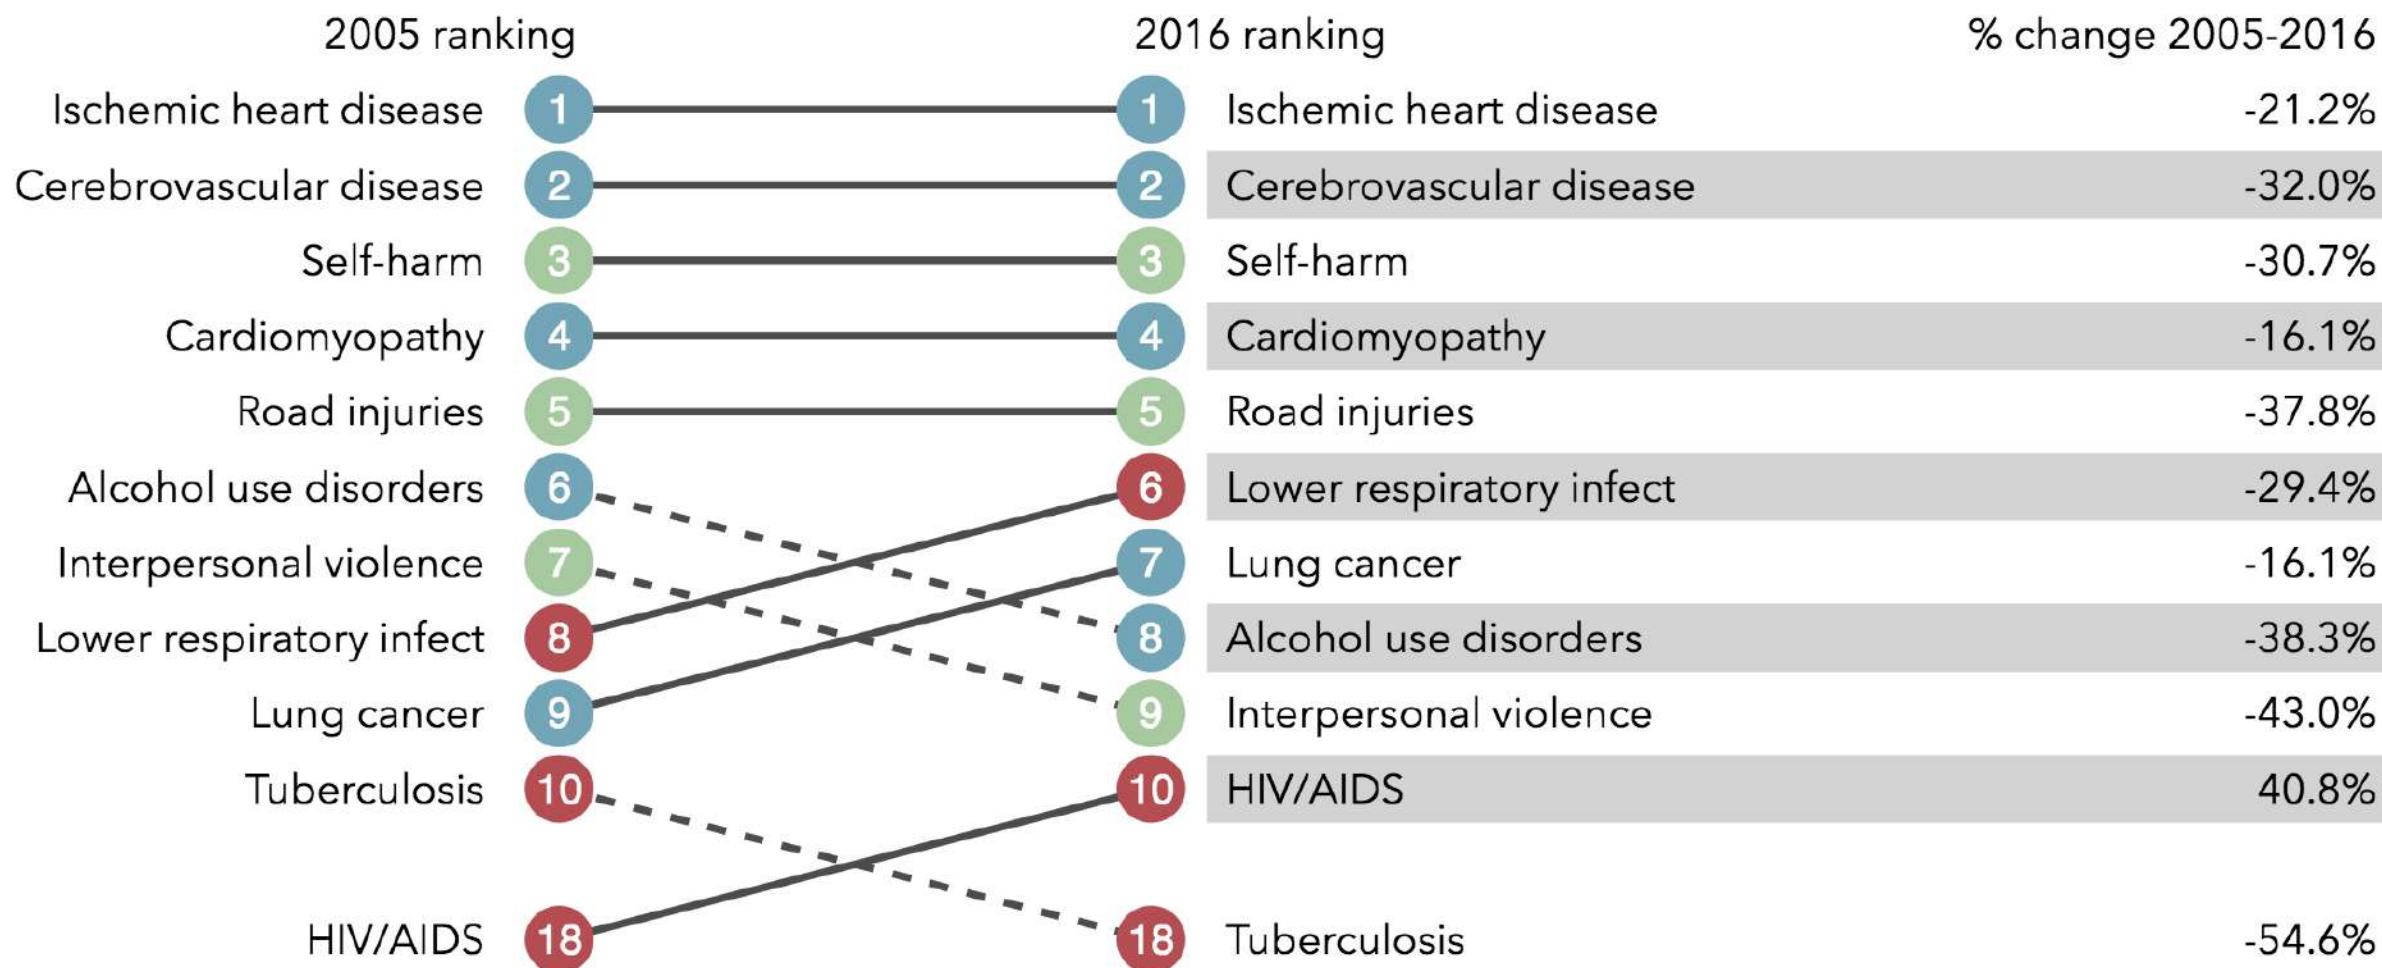 2005 ranking 2016 ranking % change 2005-2016
Ischemic heart disease 1 1 Ischemic heart disease -21.2%
Cerebrovascular disease 2 2 Cerebrovascular disease -32.0%
Self-harm 3 3 Self-harm -30.7%
Cardiomyopathy 4 4 Cardiomyopathy -16.1%
Road injuries 5 5 Road injuries -37.8%
Alcohol use disorders 6 6 Lower respiratory infect -29.4%
Interpersonal violence 7 7 Lung cancer -16.1%
Lower respiratory infect 8 8 Alcohol use disorders -38.3%
Lung cancer 9 9 Interpersonal violence -43.0%
Tuberculosis 10 10 HIV/AIDS 40.8%
HIV/AIDS 18 18 Tuberculosis -54.6%